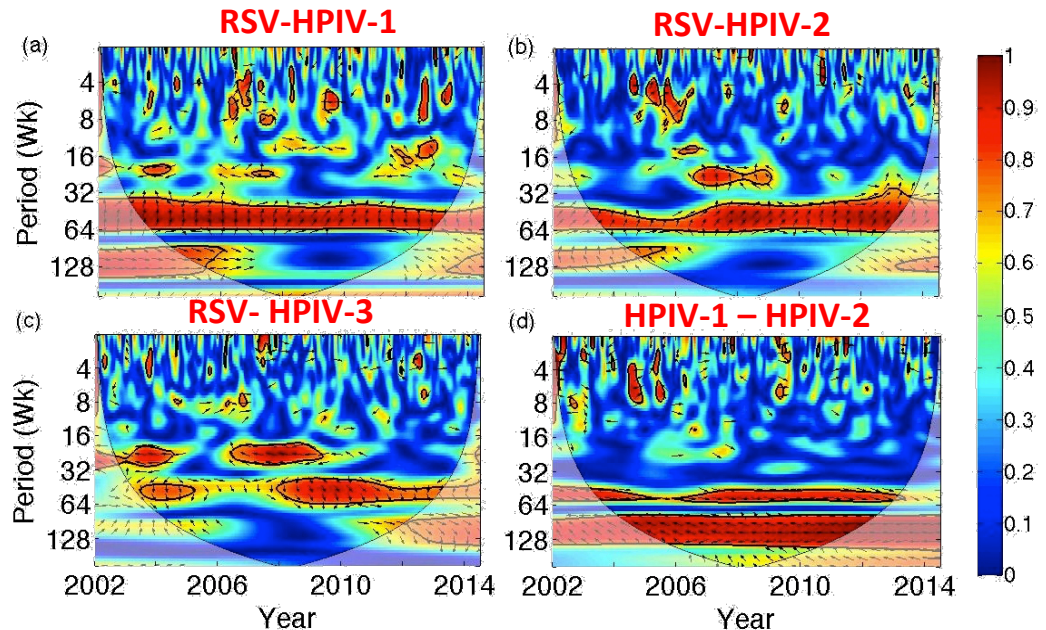 RSV-HPIV-1
RSV-HPIV-2
(a)
(b)
Period (Wk)
4
8
16
32
64
128
4
8
16
32
64
128
1
0.9
0.8
0.7
0.6
0.5
0.4
0.3
0.2
0.1
0
RSV- HPIV-3
HPIV-1 – HPIV-2
(c)
(d)
Period (Wk)
4
8
16
32
64
128
4
8
16
32
64
128
2002 2006 2010 2014
2002 2006 2010 2014
Year
Year